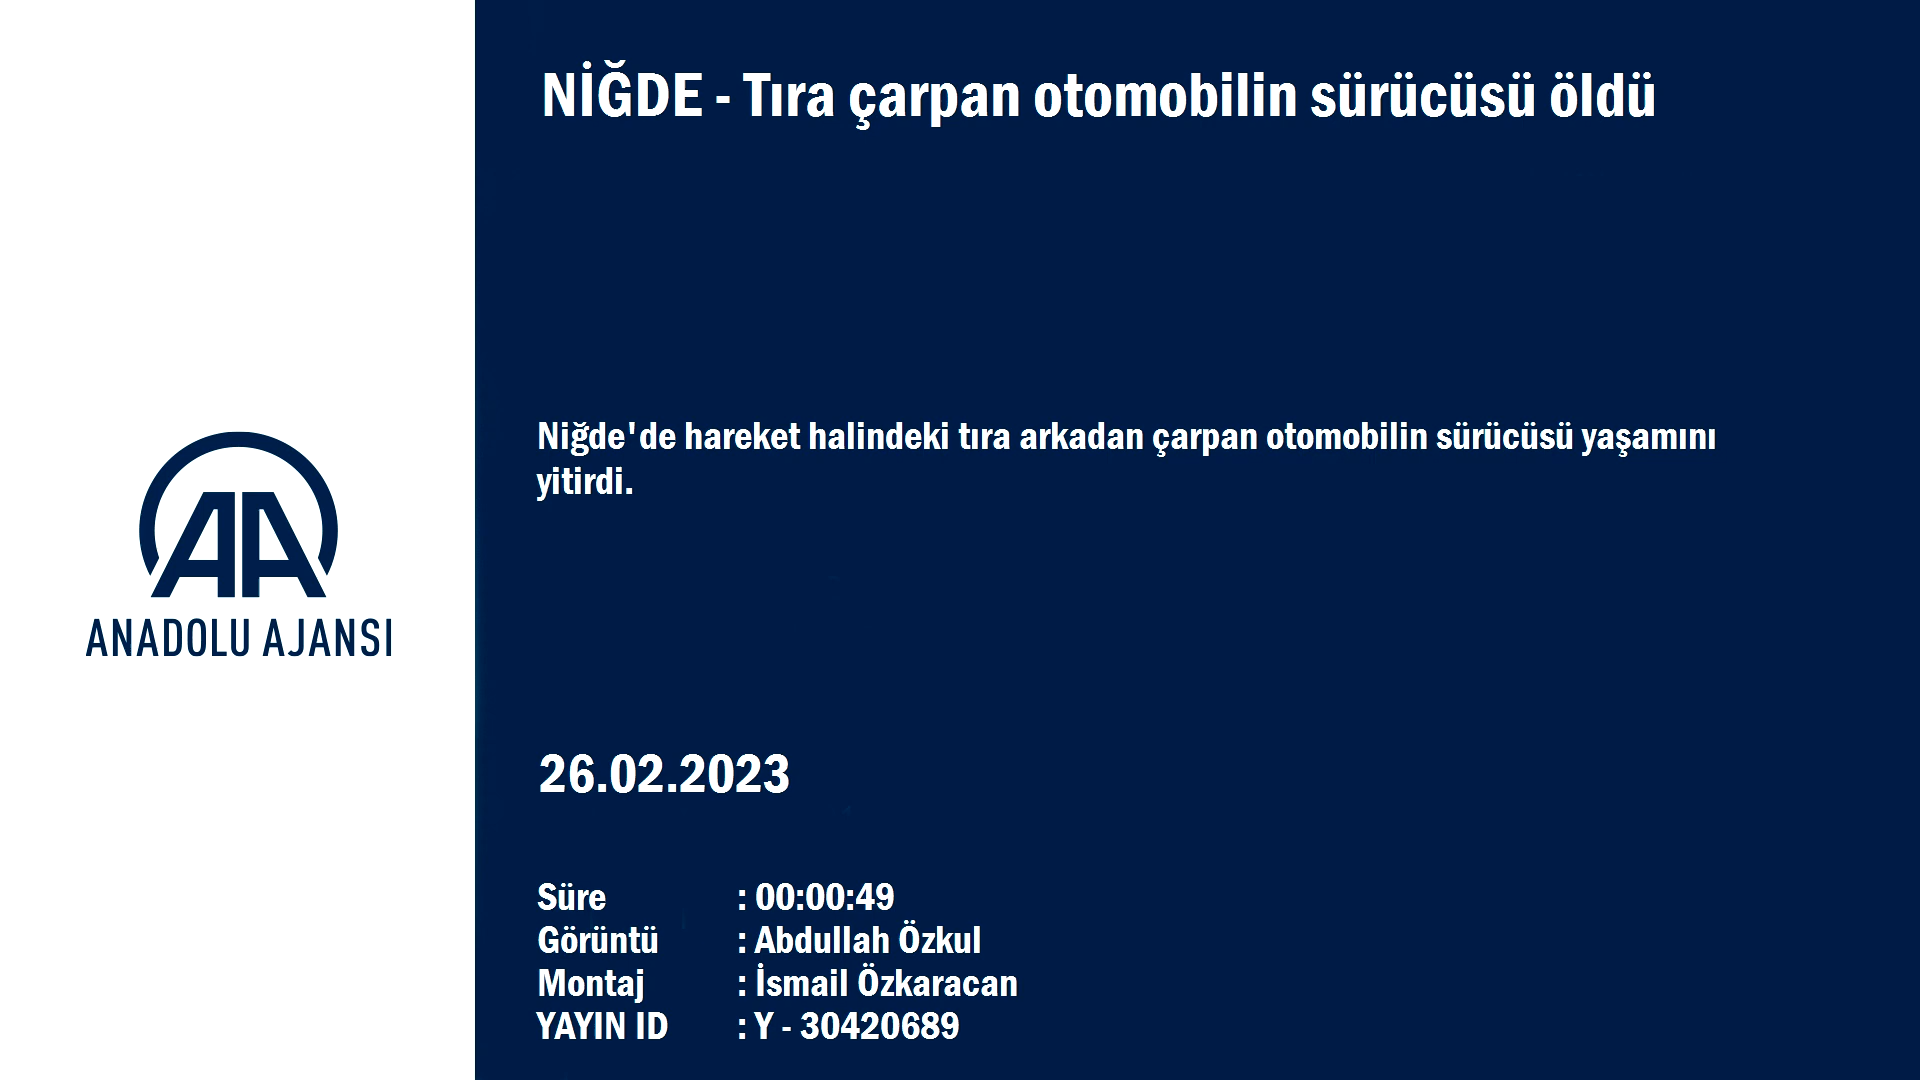 NİĞDE - Tıra çarpan otomobilin sürücüsü öldü
Niğde'de hareket halindeki tıra arkadan çarpan otomobilin sürücüsü yaşamını
yitirdi.
AA
ANADOLU AJANSI
26.02.2023
Süre : 00:00:49
Görüntü : Abdullah Özkul
Montaj : İsmail Özkaracan
YAYIN ID : Y - 30420689